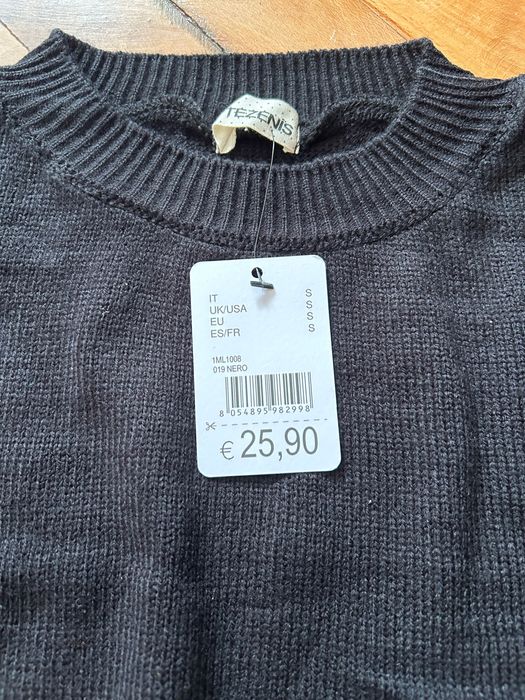 TEZENIS
IT S
UK/USA S
EU S
ES/FR S
1ML1008
019 NERO
8 054895 982998
€ 25,90